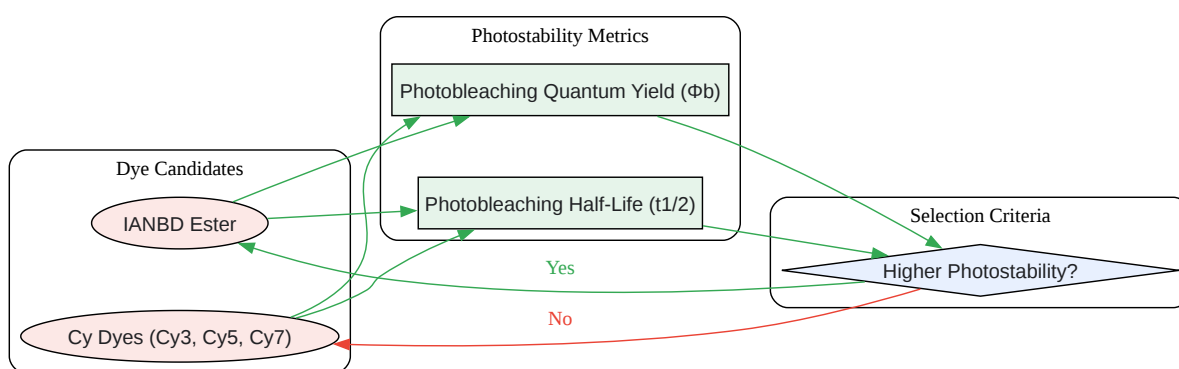 Photostability Metrics
Photobleaching Quantum Yield (Φb)
Dye Candidates
IANBD Ester
Photobleaching Half-Life (t1/2)
Selection Criteria
Higher Photostability?
Yes
No
Cy Dyes (Cy3, Cy5, Cy7)